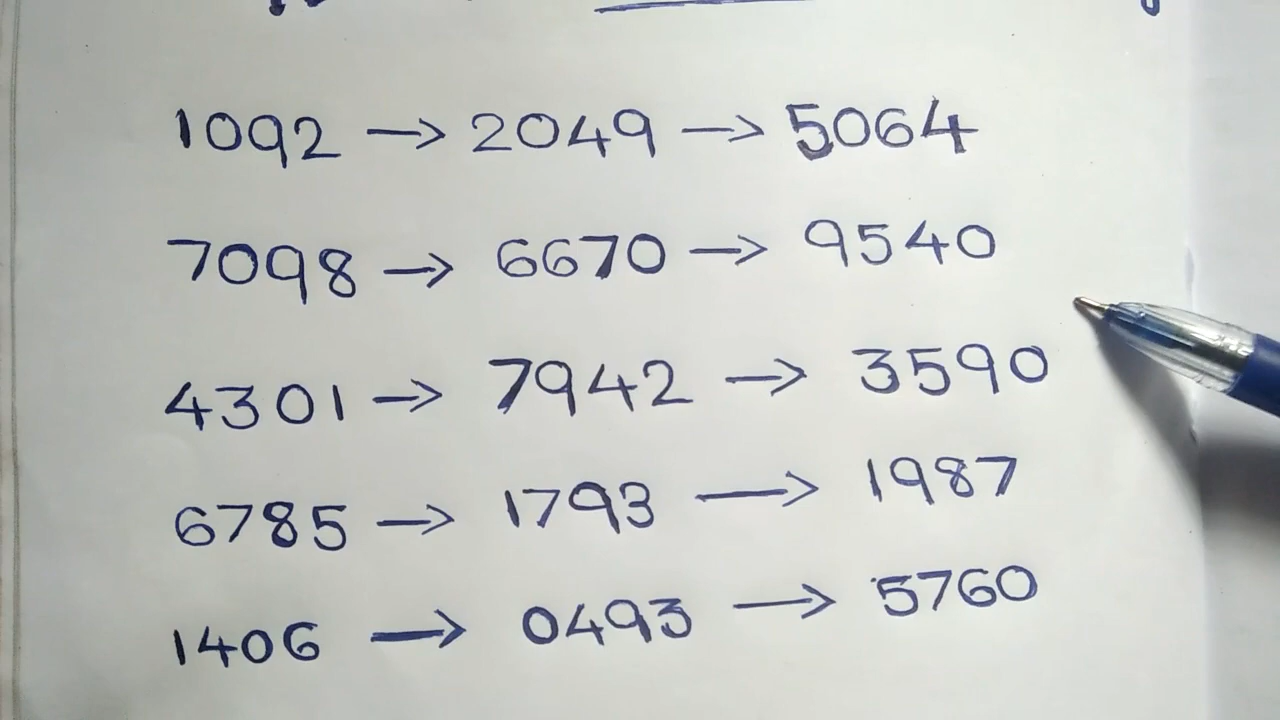 1092 → 2049 → 5064
7098 → 6670 → 9540
4301 → 7942 → 3590
6785 → 1793 → 1987
1406 → 0493 → 5760